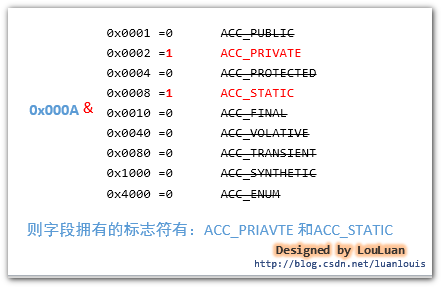 0x0001 =0 ACC_PUBLIC
0x0002 =1 ACC_PRIVATE
0x0004 =0 ACC_PROTECTED
0x0008 =1 ACC_STATIC
0x000A & 0x0010 =0 ACC_FINAL
0x0040 =0 ACC_VOLATIVE
0x0080 =0 ACC_TRANSIENT
0x1000 =0 ACC_SYNTHETIC
0x4000 =0 ACC_ENUM
则字段拥有的标志符有：ACC_PRIAVTE 和ACC_STATIC
Designed by LouLuan
http://blog.csdn.net/luanlouis